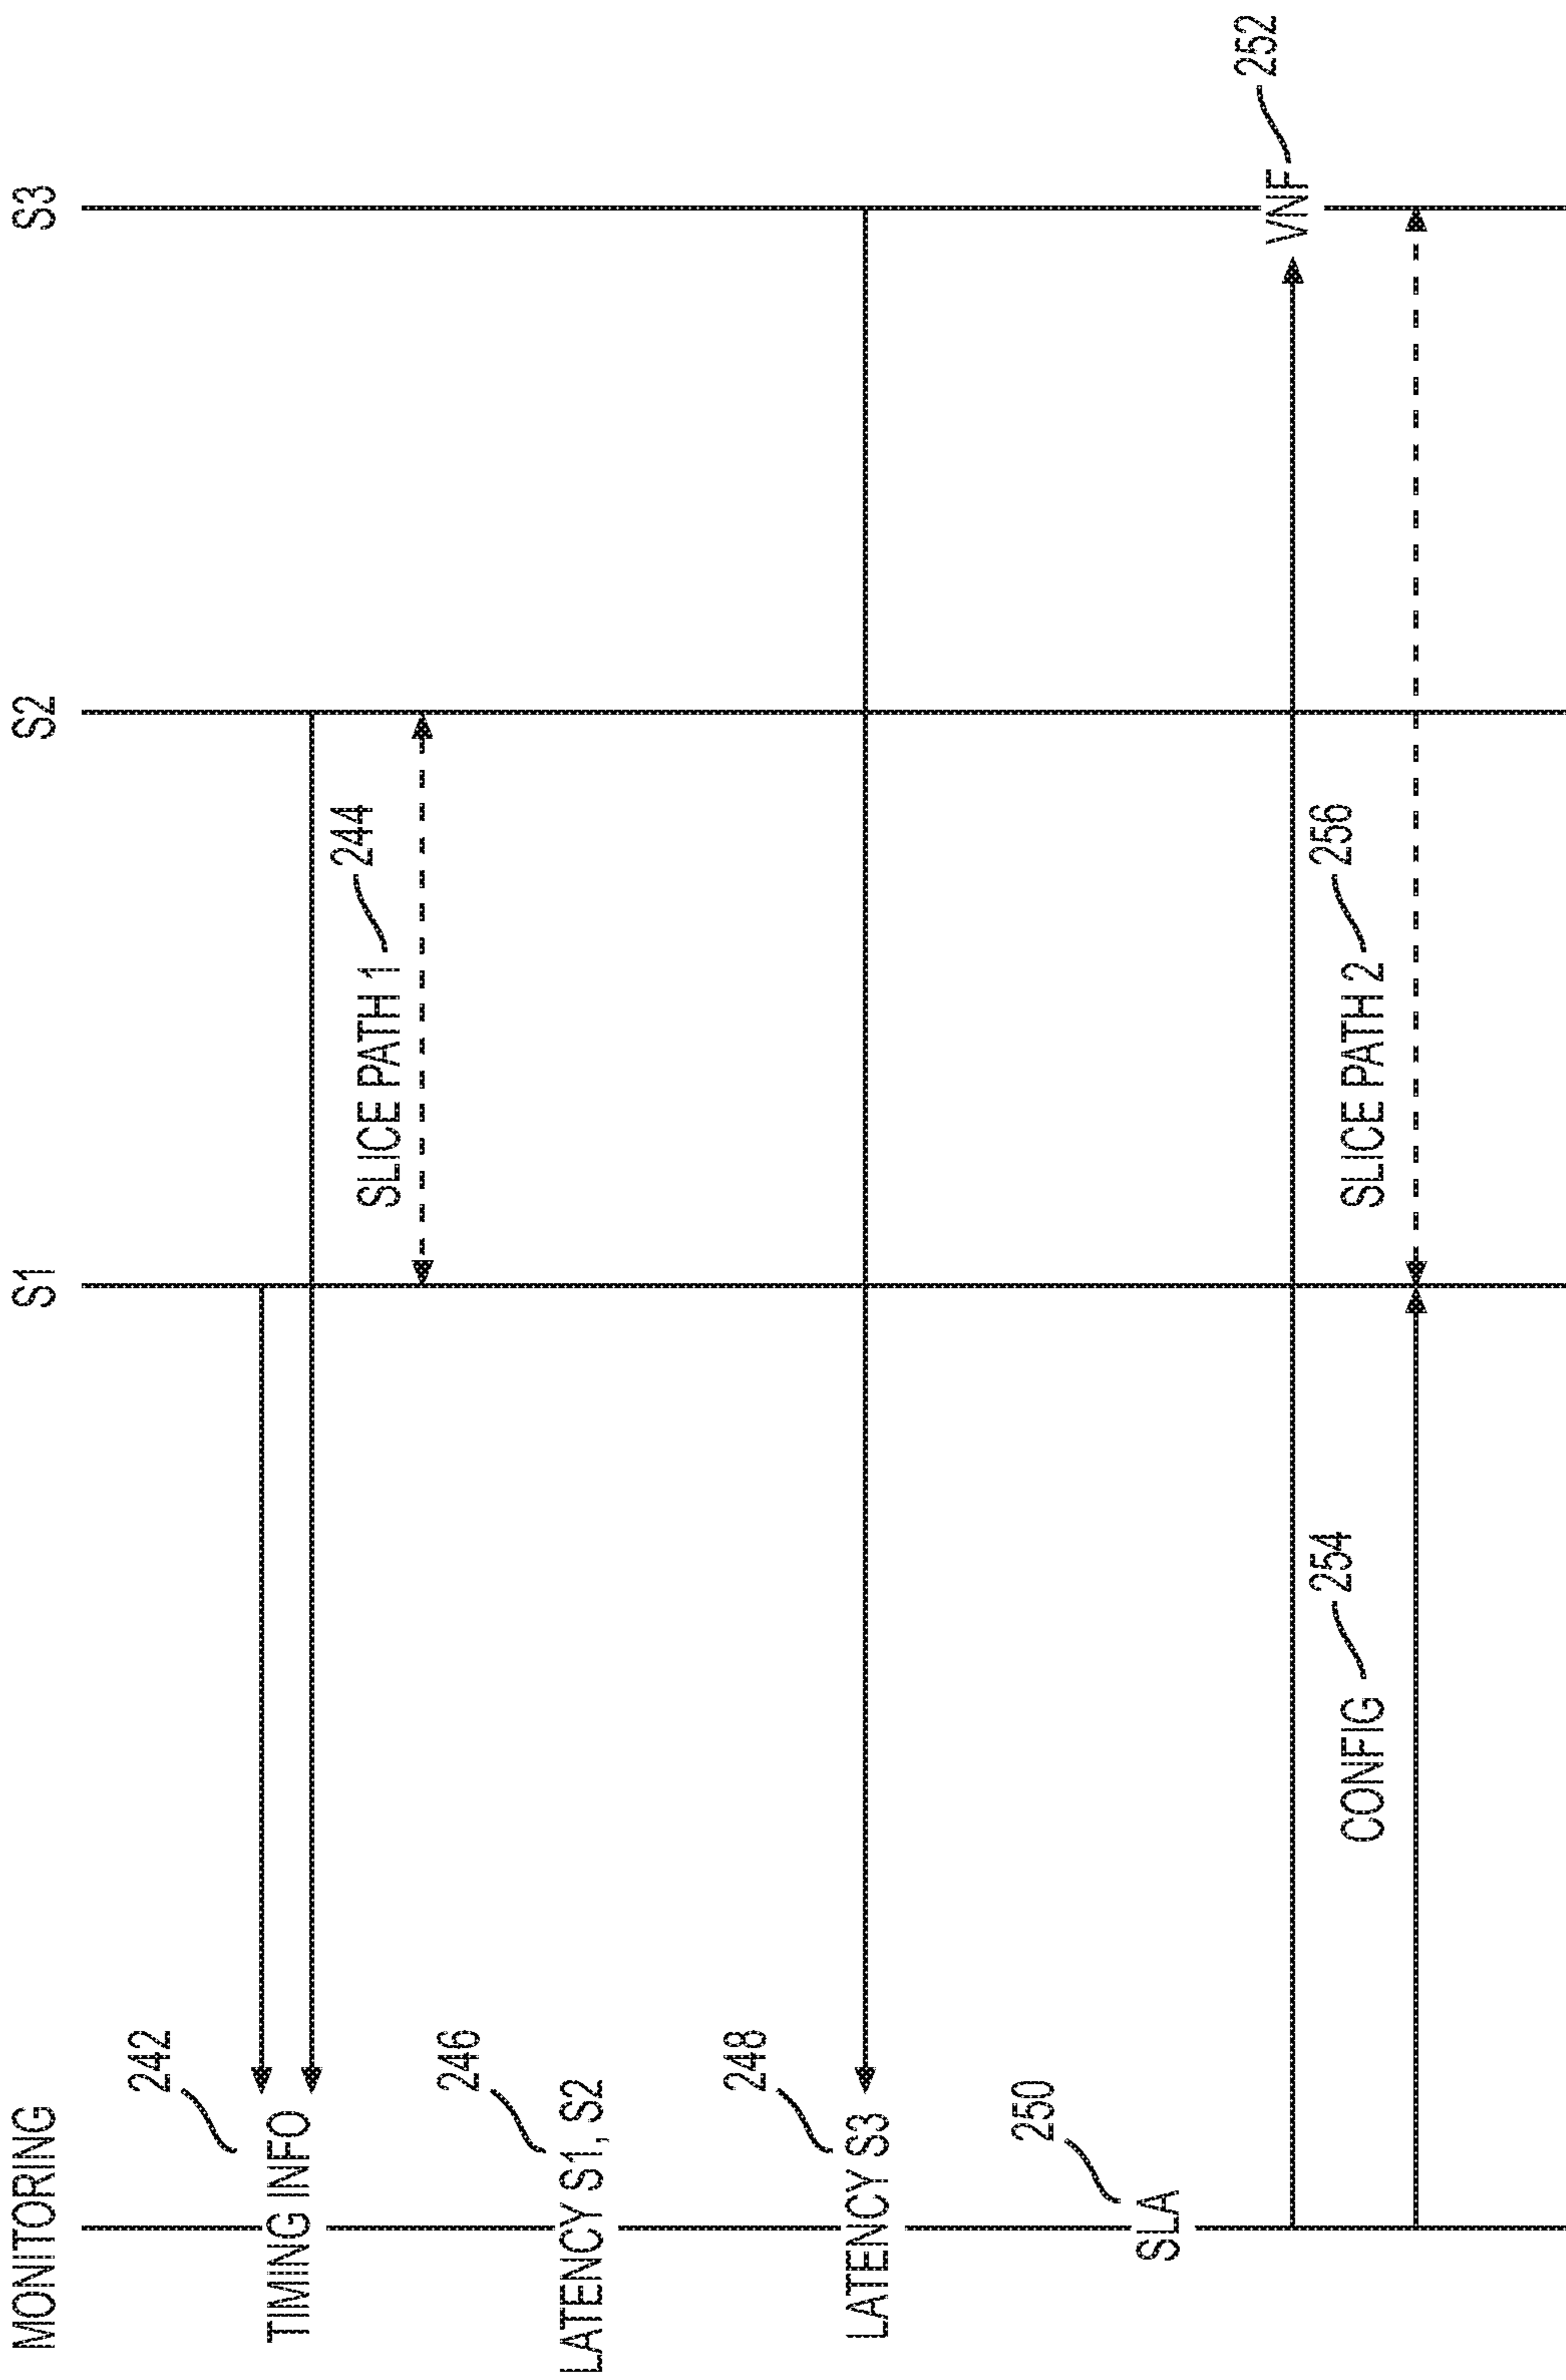 MONITORING
S1
S2
S3
242
TIMING INFO
SLICE PATH 1
244
246
LATENCY S1, S2
248
LATENCY S3
250
SLA
VNF
252
CONFIG
254
SLICE PATH 2
256